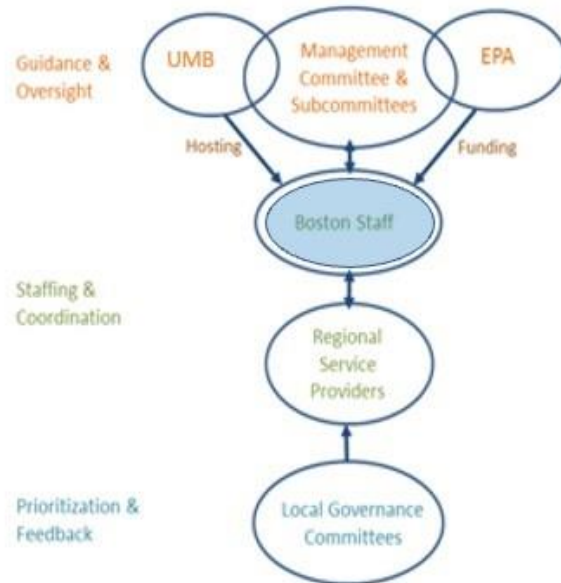 UMB
Management
Committee &
Subcommittees
EPA
Guidance &
Oversight
Hosting
Funding
Boston Staff
Staffing &
Coordination
Regional
Service
Providers
Prioritization &
Feedback
Local Governance
Committees